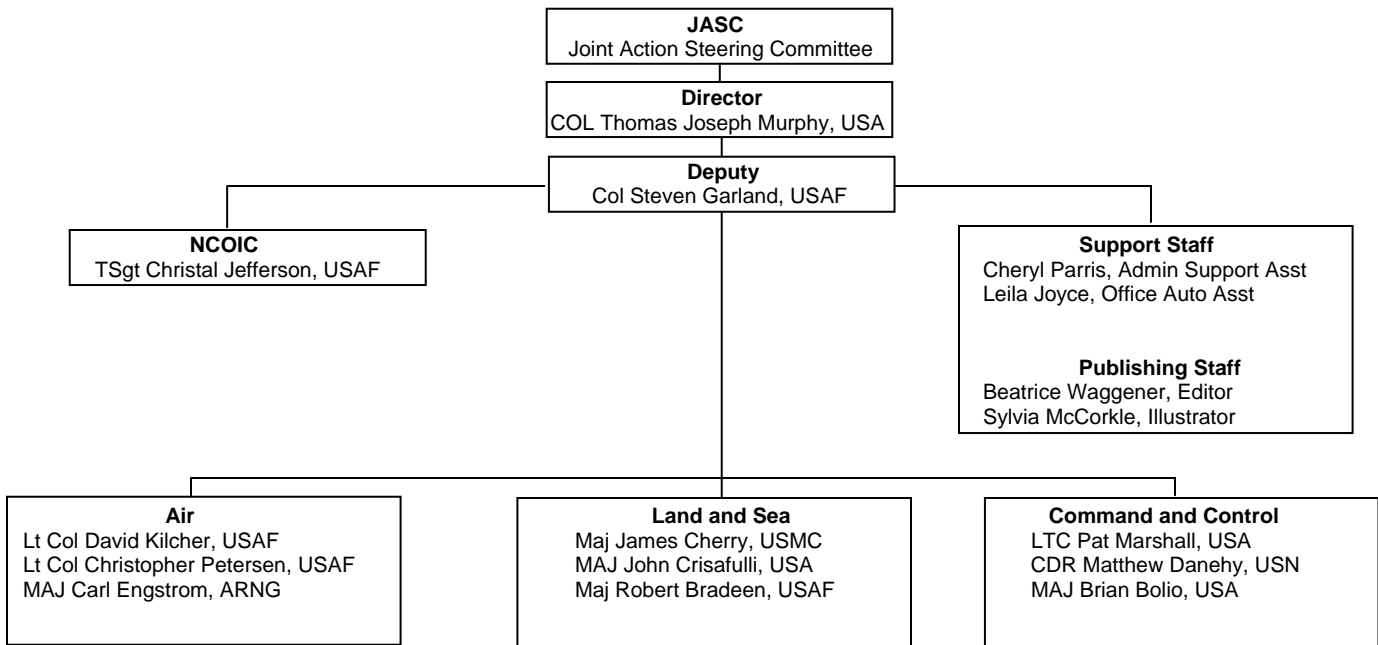 JASC
Joint Action Steering Committee
Director
COL Thomas Joseph Murphy, USA
Deputy
Col Steven Garland, USAF
NCOIC
TSgt Christal Jefferson, USAF
Support Staff
Cheryl Parris, Admin Support Asst
Leila Joyce, Office Auto Asst
Publishing Staff
Beatrice Waggener, Editor
Sylvia McCorkle, Illustrator
Air
Lt Col David Kilcher, USAF
Lt Col Christopher Petersen, USAF
MAJ Carl Engstrom, ARNG
Land and Sea
Maj James Cherry, USMC
MAJ John Crisafulli, USA
Maj Robert Bradeen, USAF
Command and Control
LTC Pat Marshall, USA
CDR Matthew Danehy, USN
MAJ Brian Bolio, USA